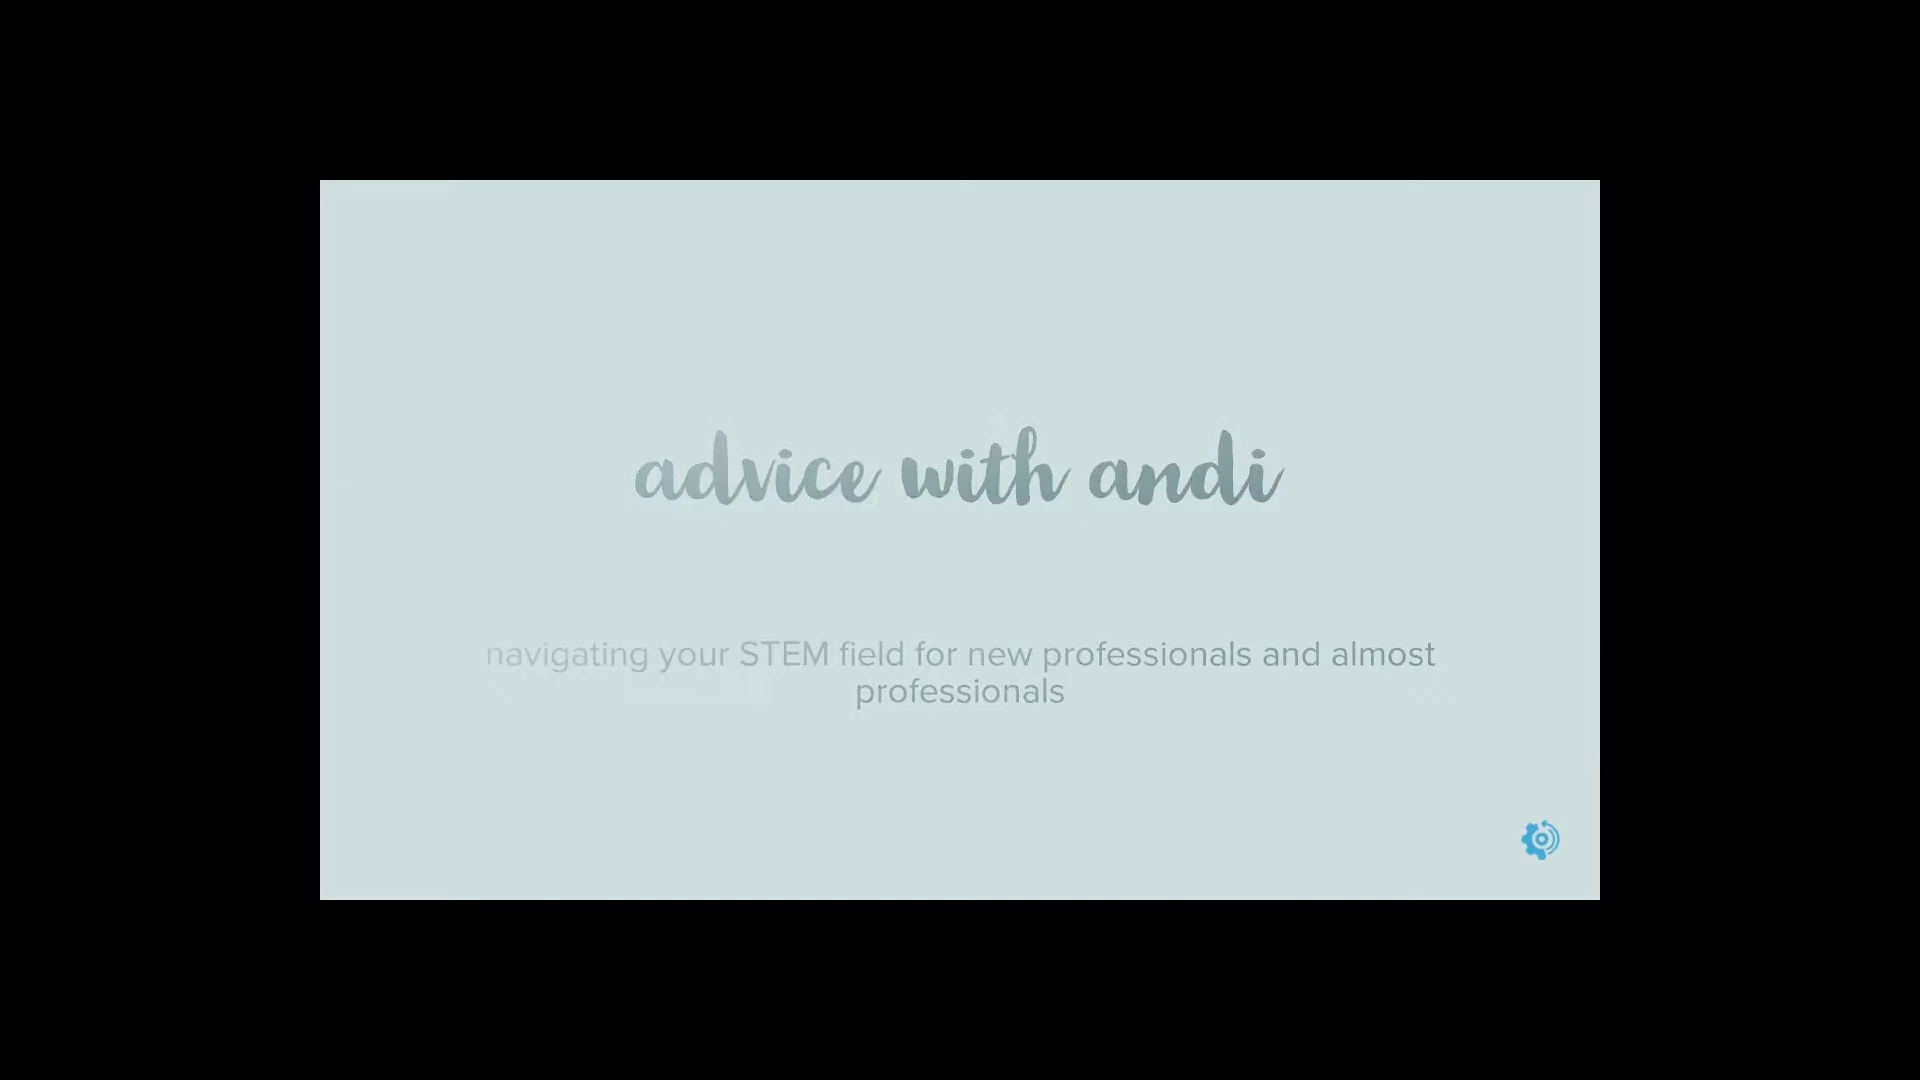 advice with andi
navigating your STEM field for new professionals and almost
professionals